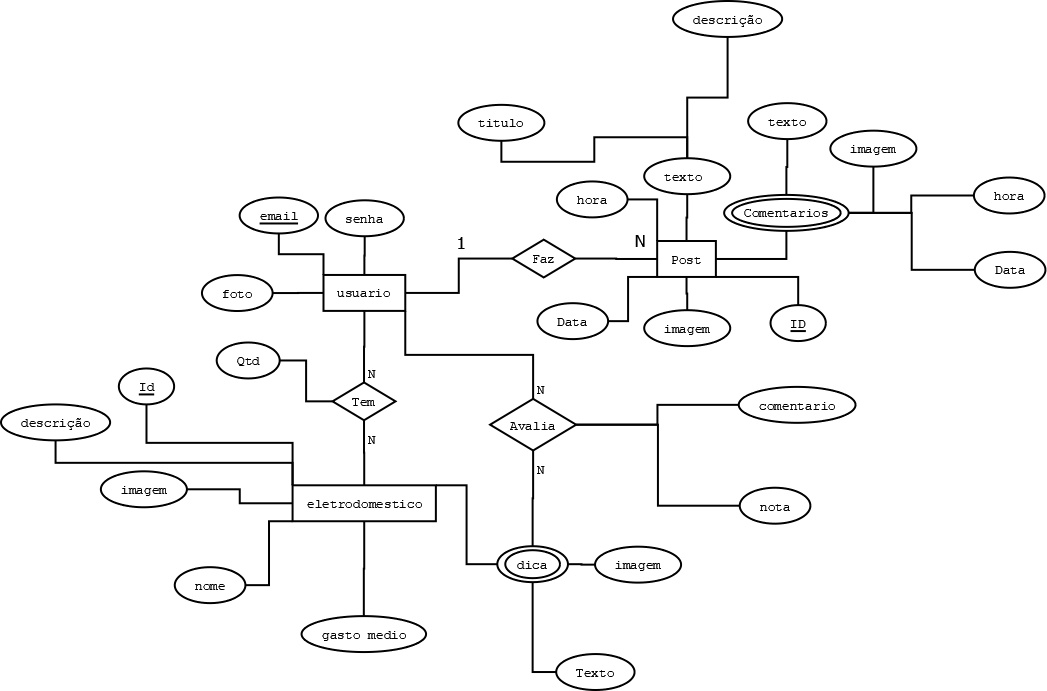 descrição
titulo
texto
texto
imagem
hora
Comentarios
hora
email
senha
1
N
Faz
Post
Data
foto
usuario
Data
imagem
ID
Qtd
Id
N
Tem
N
descrição
N
Avalia
N
comentario
imagem
eletrodomestico
nota
nome
dica
imagem
gasto medio
Texto